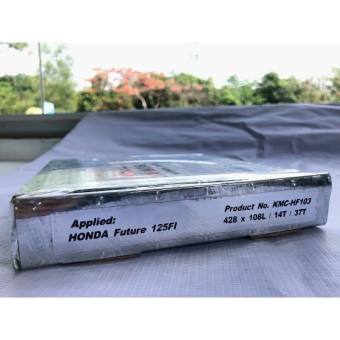 Applied:
HONDA Future 125FI
Product No. KMC-HF103
428 x 108L / 14T / 37T